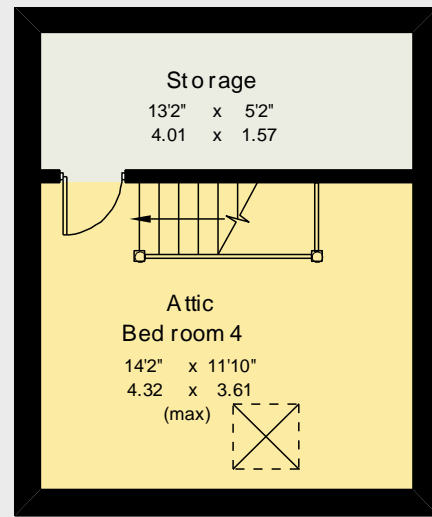 Storage
13'2" x 5'2"
4.01 x 1.57
Attic
Bedroom 4
14'2" x 11'10"
4.32 x 3.61
(max)